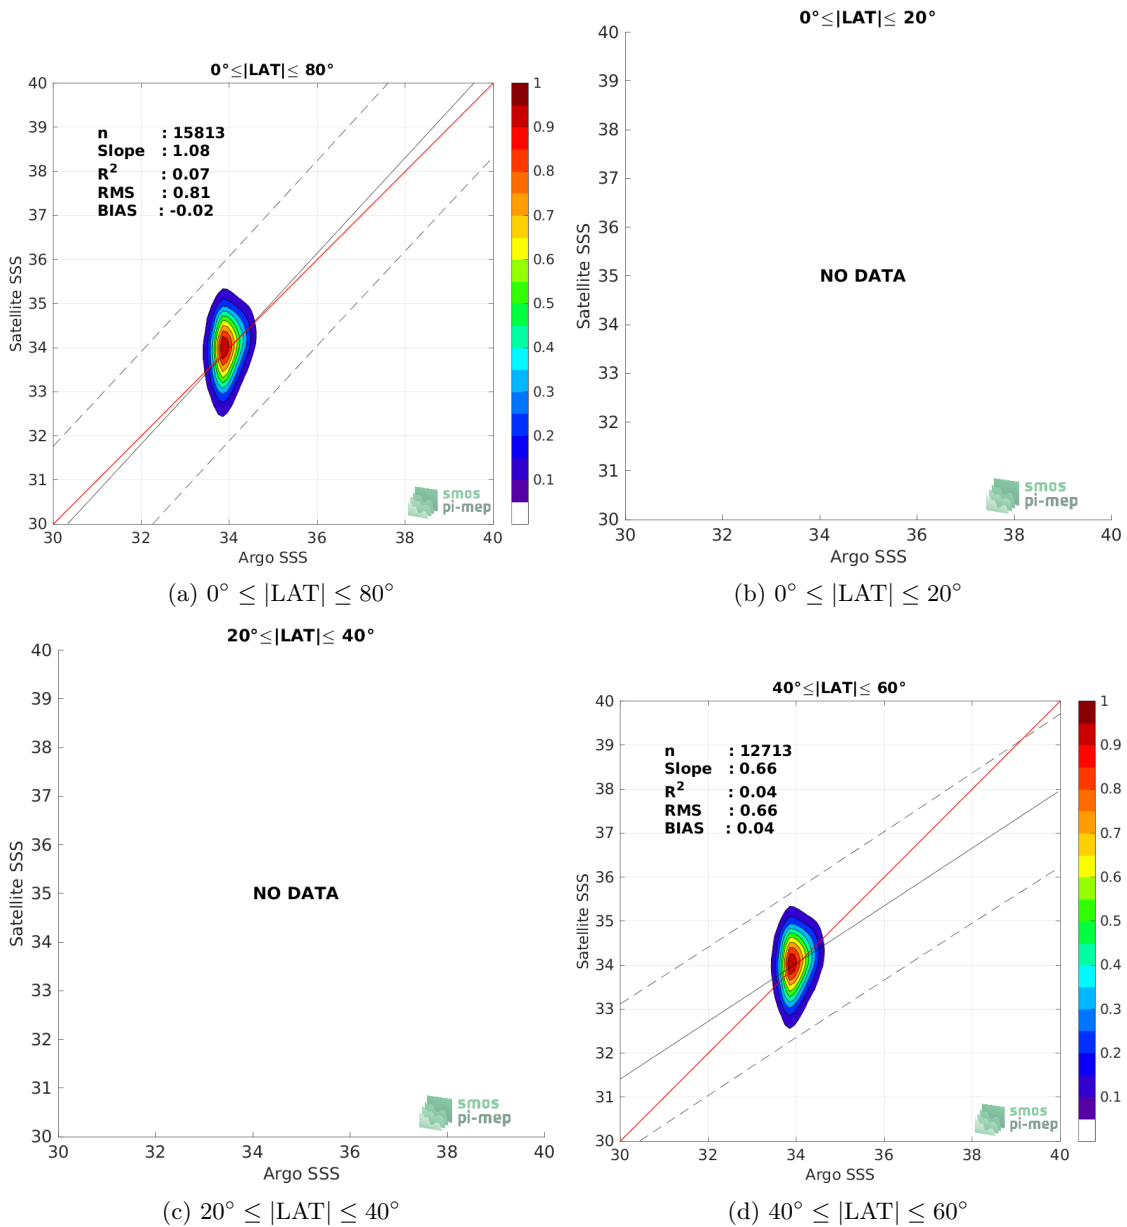 0°≤|LAT|≤ 80°
40
39
38
37
36
35
34
33
32
31
30
Satellite SSS
n : 15813
Slope : 1.08
R² : 0.07
RMS : 0.81
BIAS : -0.02
smos
pi-mep
30 32 34 36 38 40
Argo SSS
1
0.9
0.8
0.7
0.6
0.5
0.4
0.3
0.2
0.1
(a) 0° ≤ |LAT| ≤ 80°
0°≤|LAT|≤ 20°
40
39
38
37
36
35
34
33
32
31
30
Satellite SSS
NO DATA
smos
pi-mep
30 32 34 36 38 40
Argo SSS
(b) 0° ≤ |LAT| ≤ 20°
20°≤|LAT|≤ 40°
40
39
38
37
36
35
34
33
32
31
30
Satellite SSS
NO DATA
smos
pi-mep
30 32 34 36 38 40
Argo SSS
(c) 20° ≤ |LAT| ≤ 40°
40°≤|LAT|≤ 60°
40
39
38
37
36
35
34
33
32
31
30
Satellite SSS
n : 12713
Slope : 0.66
R² : 0.04
RMS : 0.66
BIAS : 0.04
smos
pi-mep
30 32 34 36 38 40
Argo SSS
1
0.9
0.8
0.7
0.6
0.5
0.4
0.3
0.2
0.1
(d) 40° ≤ |LAT| ≤ 60°